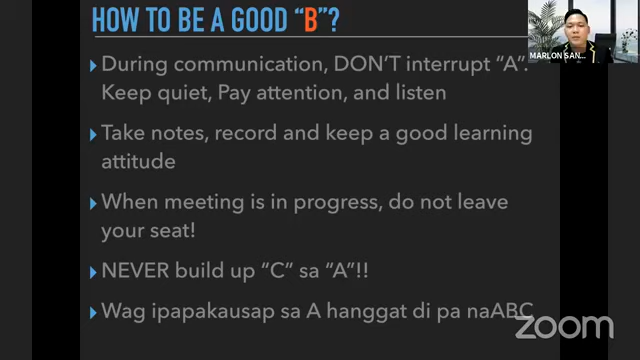 HOW TO BE A GOOD “B”?
MARLON SAN...
During communication, DON'T interrupt “A”.
Keep quiet, Pay attention, and listen
Take notes, record and keep a good learning
attitude
When meeting is in progress, do not leave
your seat!
NEVER build up “C” sa “A”!!
Wag ipapakausap sa A hanggat di pa naABC
zoom